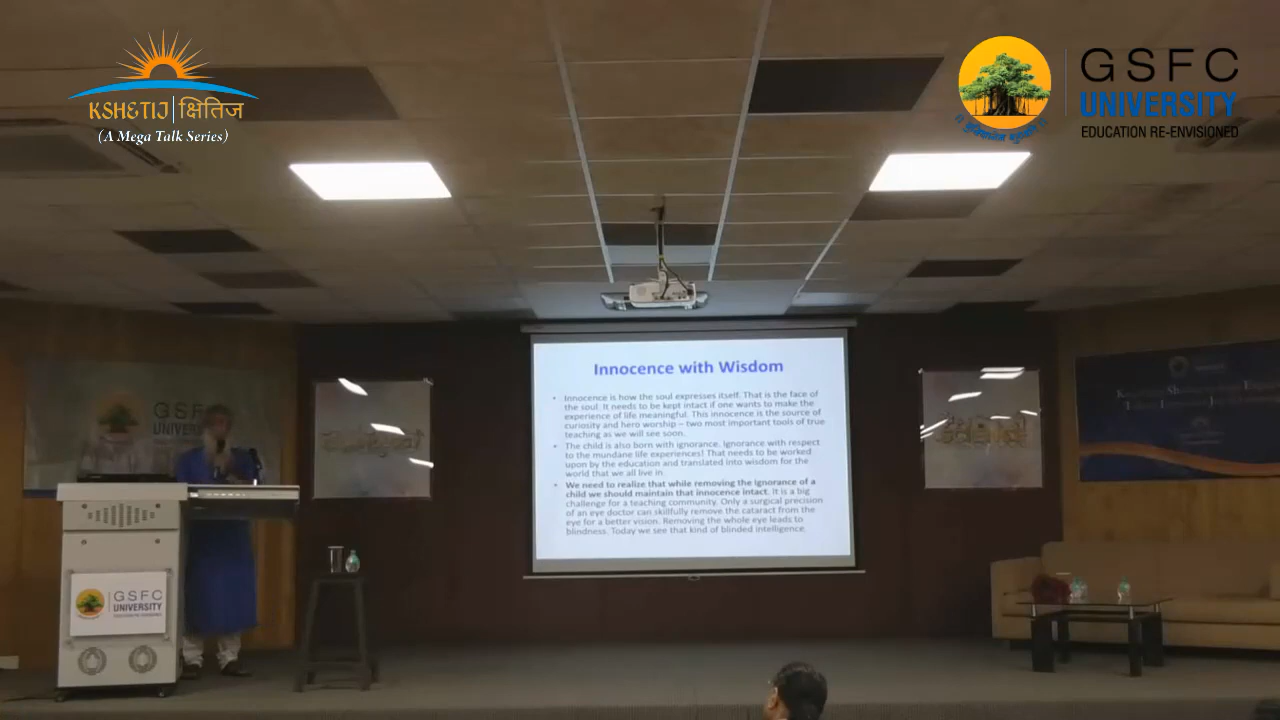 KSHETIJ | क्षितिज
(A Mega Talk Series)
GSFC
UNIVERSITY
EDUCATION RE-ENVISIONED
Innocence with Wisdom
• Innocence is how the soul expresses itself. That is the face of
the soul. It needs to be kept intact if one wants to make the
experience of life meaningful. This innocence is the source of
curiosity and hero worship – two most important tools of true
teaching as we will see soon.
• The child is also born with ignorance. Ignorance with respect
to the mundane life experiences! That needs to be worked
upon by the education and translated into wisdom for the
world that we all live in.
• We need to realize that while removing the ignorance of a
child we should maintain that innocence intact. It is a big
challenge for a teaching community. Only a surgical precision
of an eye doctor can skillfully remove the cataract from the
eye for a better vision. Removing the whole eye leads to
blindness. Today we see that kind of blinded intelligence.
GSFC
UNIVERSITY
GSFC
UNIVERSITY
EDUCATION RE-ENVISIONED